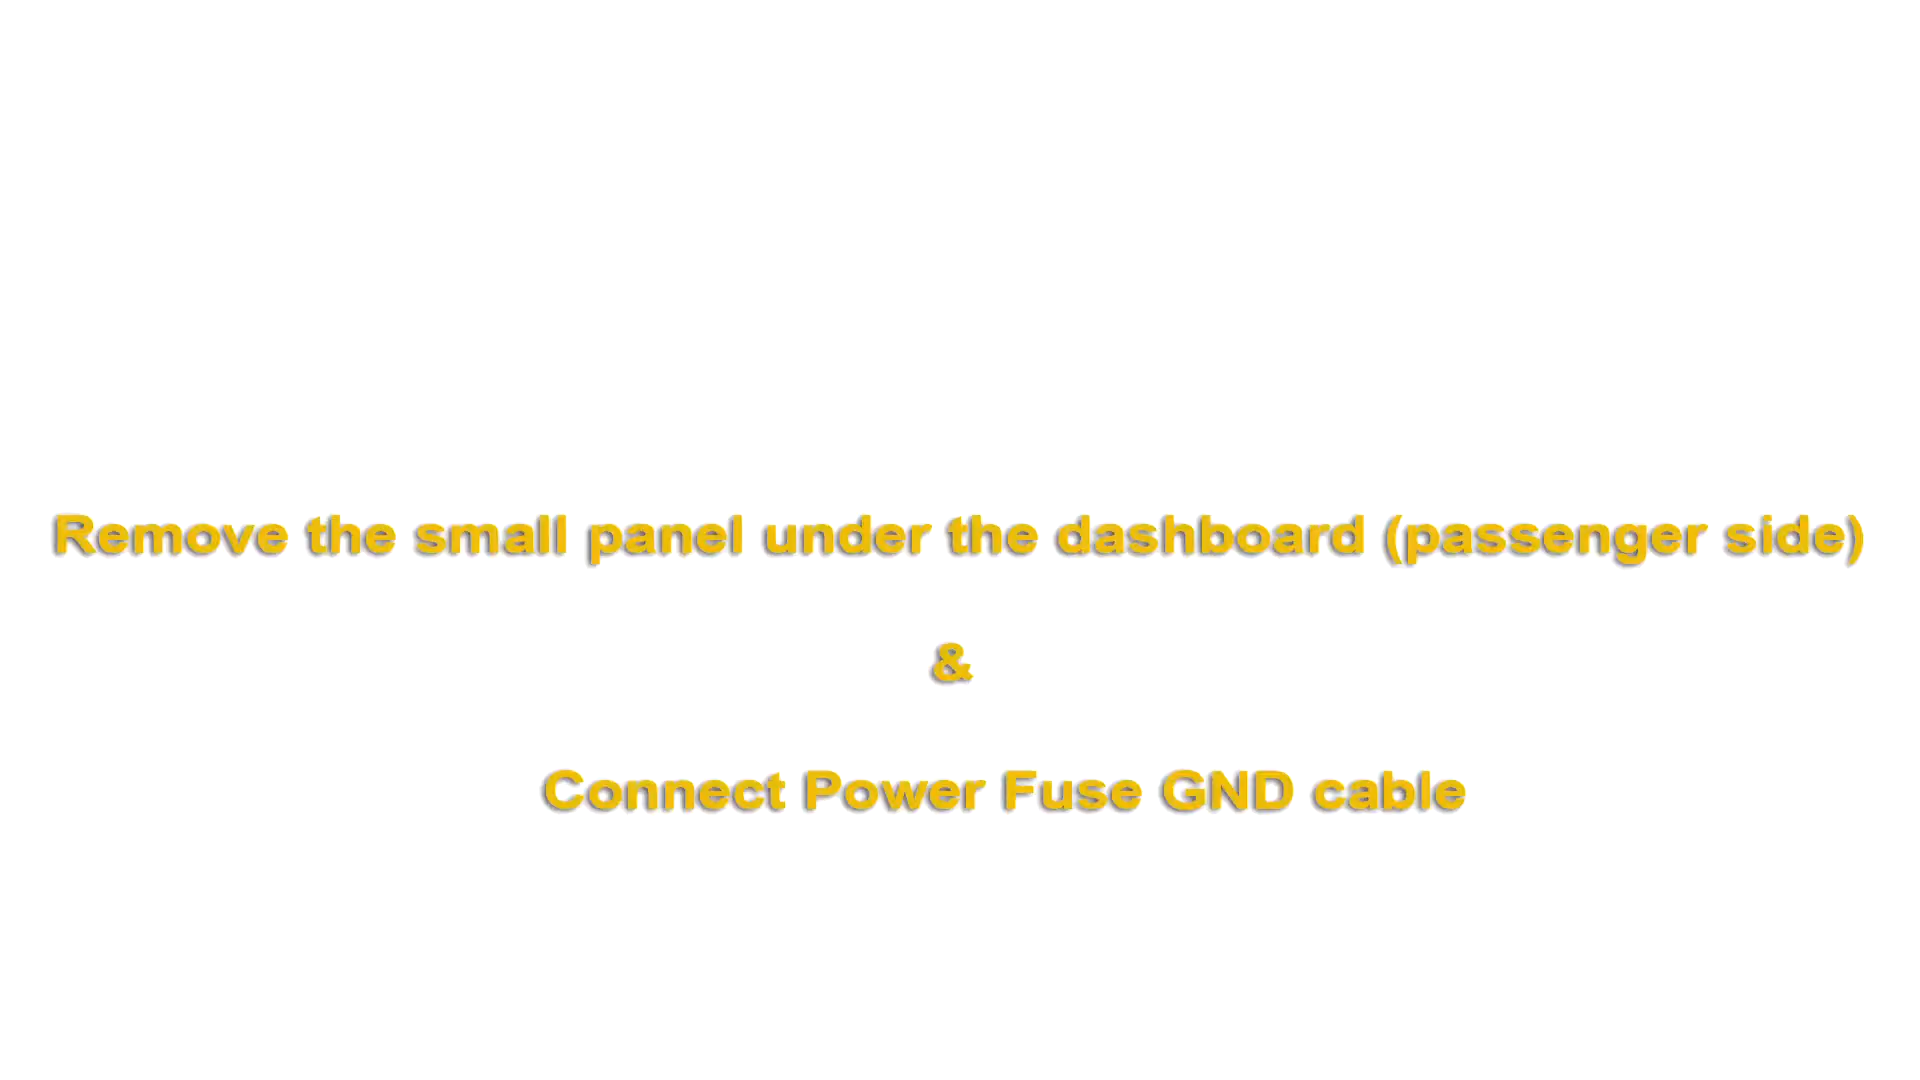 Remove the small panel under the dashboard (passenger side)
&
Connect Power Fuse GND cable